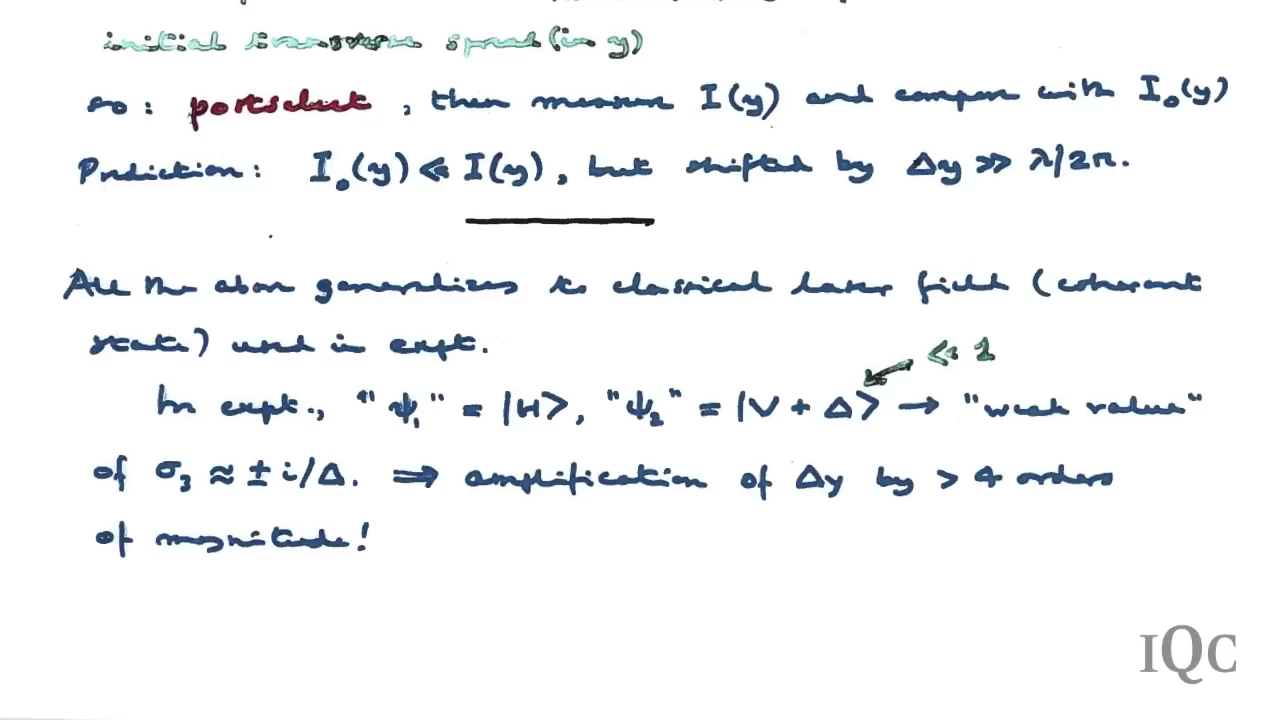 initial transverse spread (in y)
so: postselect, then measure I(y) and compare with I₀(y)
Prediction: I₀(y) ≪ I(y), but shifted by Δy ≫ λ/2π.
All the above generalizes to classical laser field (coherent
≪ 1
state) used in expt.
In expt., "ψ₁" = |H⟩, "ψ₂" = |V + Δ⟩ → "weak value"
of σ₃ ≈ ± i/Δ. ⇒ amplification of Δy by > 4 orders
of magnitude!
IQC